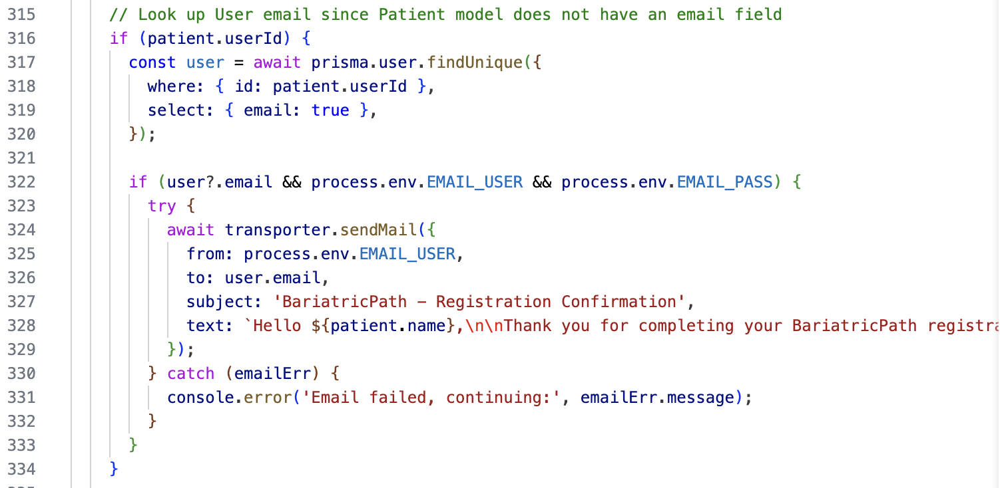 315 // Look up User email since Patient model does not have an email field
316 if (patient.userId) {
317 const user = await prisma.user.findUnique({
318 where: { id: patient.userId },
319 select: { email: true },
320 });
321
322 if (user?.email && process.env.EMAIL_USER && process.env.EMAIL_PASS) {
323 try {
324 await transporter.sendMail({
325 from: process.env.EMAIL_USER,
326 to: user.email,
327 subject: 'BariatricPath – Registration Confirmation',
328 text: `Hello ${patient.name},\n\nThank you for completing your BariatricPath
329 });
330 } catch (emailErr) {
331 console.error('Email failed, continuing:', emailErr.message);
332 }
333 }
334 }